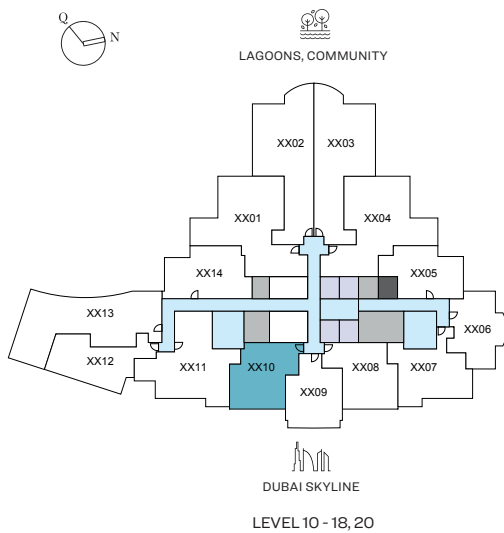 Q
N
LAGOONS, COMMUNITY
XX02 XX03
XX01 XX04
XX14 XX05
XX13 XX06
XX12 XX11 XX10 XX08 XX07
XX09
DUBAI SKYLINE
LEVEL 10 - 18, 20